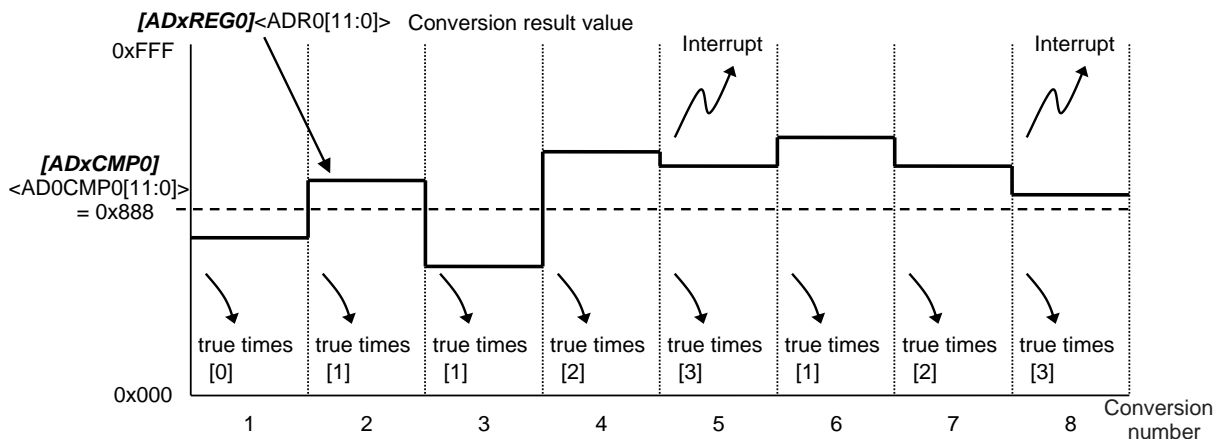 [ADxREG0]<ADR0[11:0]> Conversion result value
0xFFF
Interrupt
Interrupt
[ADxCMP0]
<AD0CMP0[11:0]>
= 0x888
true times
[0]
true times
[1]
true times
[1]
true times
[2]
true times
[3]
true times
[1]
true times
[2]
true times
[3]
0x000
1 2 3 4 5 6 7 8
Conversion
number